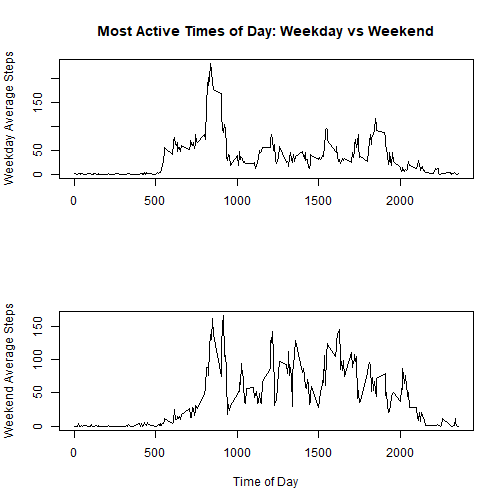 Most Active Times of Day: Weekday vs Weekend
Weekday Average Steps
0 50 150
0 500 1000 1500 2000
Weekend Average Steps
0 50 100 150
0 500 1000 1500 2000
Time of Day